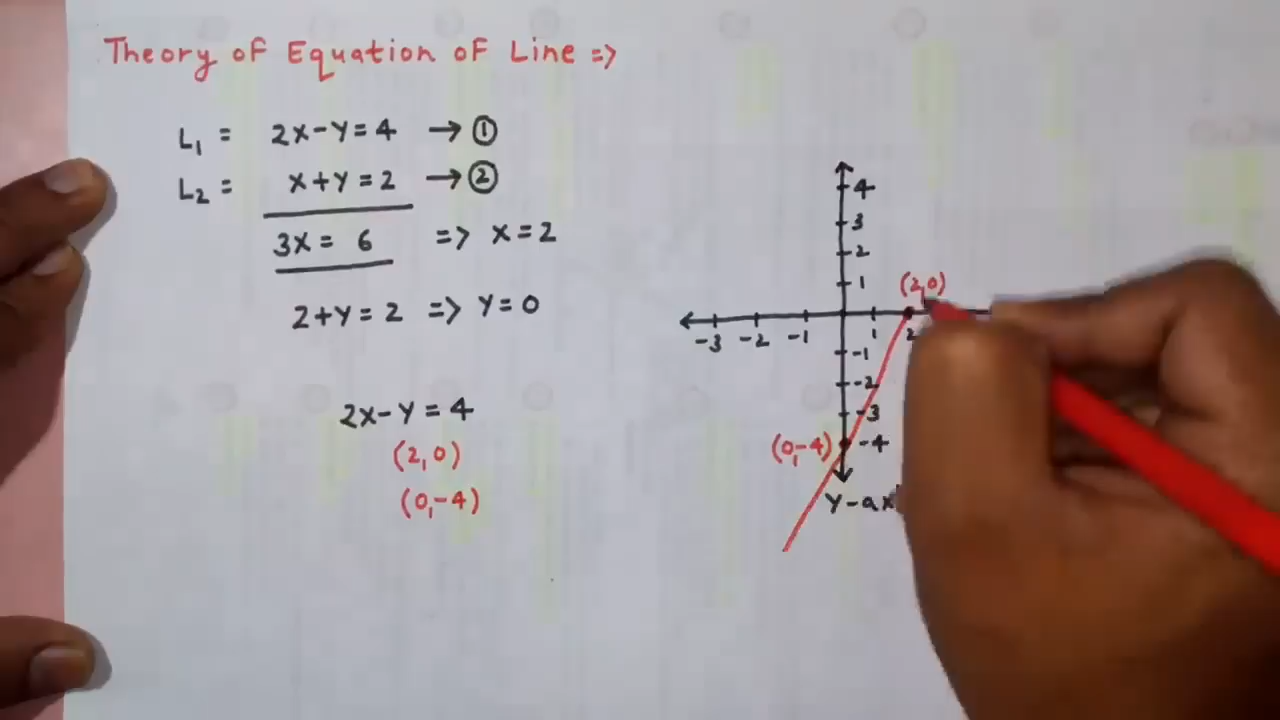 Theory of Equation of Line =>
L₁ = 2x-y=4 → ①
L₂ = x+y=2 → ②
3x = 6 => x=2
2+y=2 => y=0
2x-y=4
(2,0)
(0,-4)
4
3
2
1
(2,0)
-3 -2 -1 1 2
-1
-2
-3
(0,-4) -4